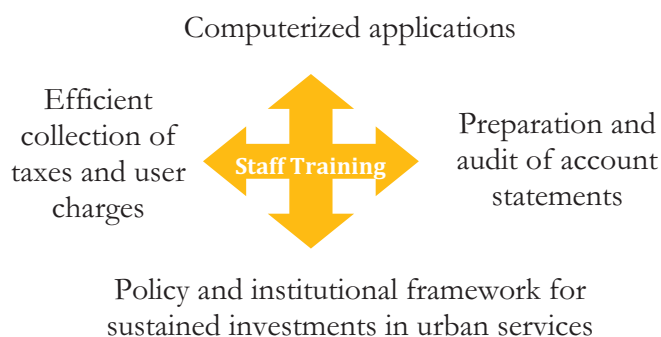 Computerized applications
Efficient
collection of
taxes and user
charges
Staff Training
Preparation and
audit of account
statements
Policy and institutional framework for
sustained investments in urban services